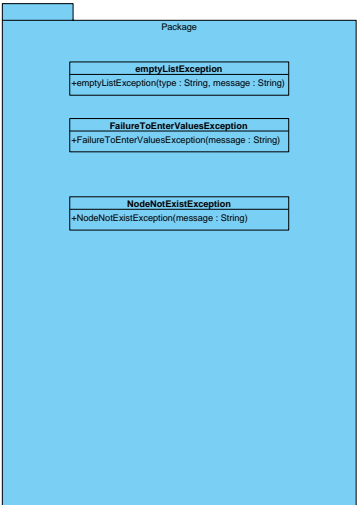 Package
emptyListException
+emptyListException(type : String, message : String)
FailureToEnterValuesException
+FailureToEnterValuesException(message : String)
NodeNotExistException
+NodeNotExistException(message : String)